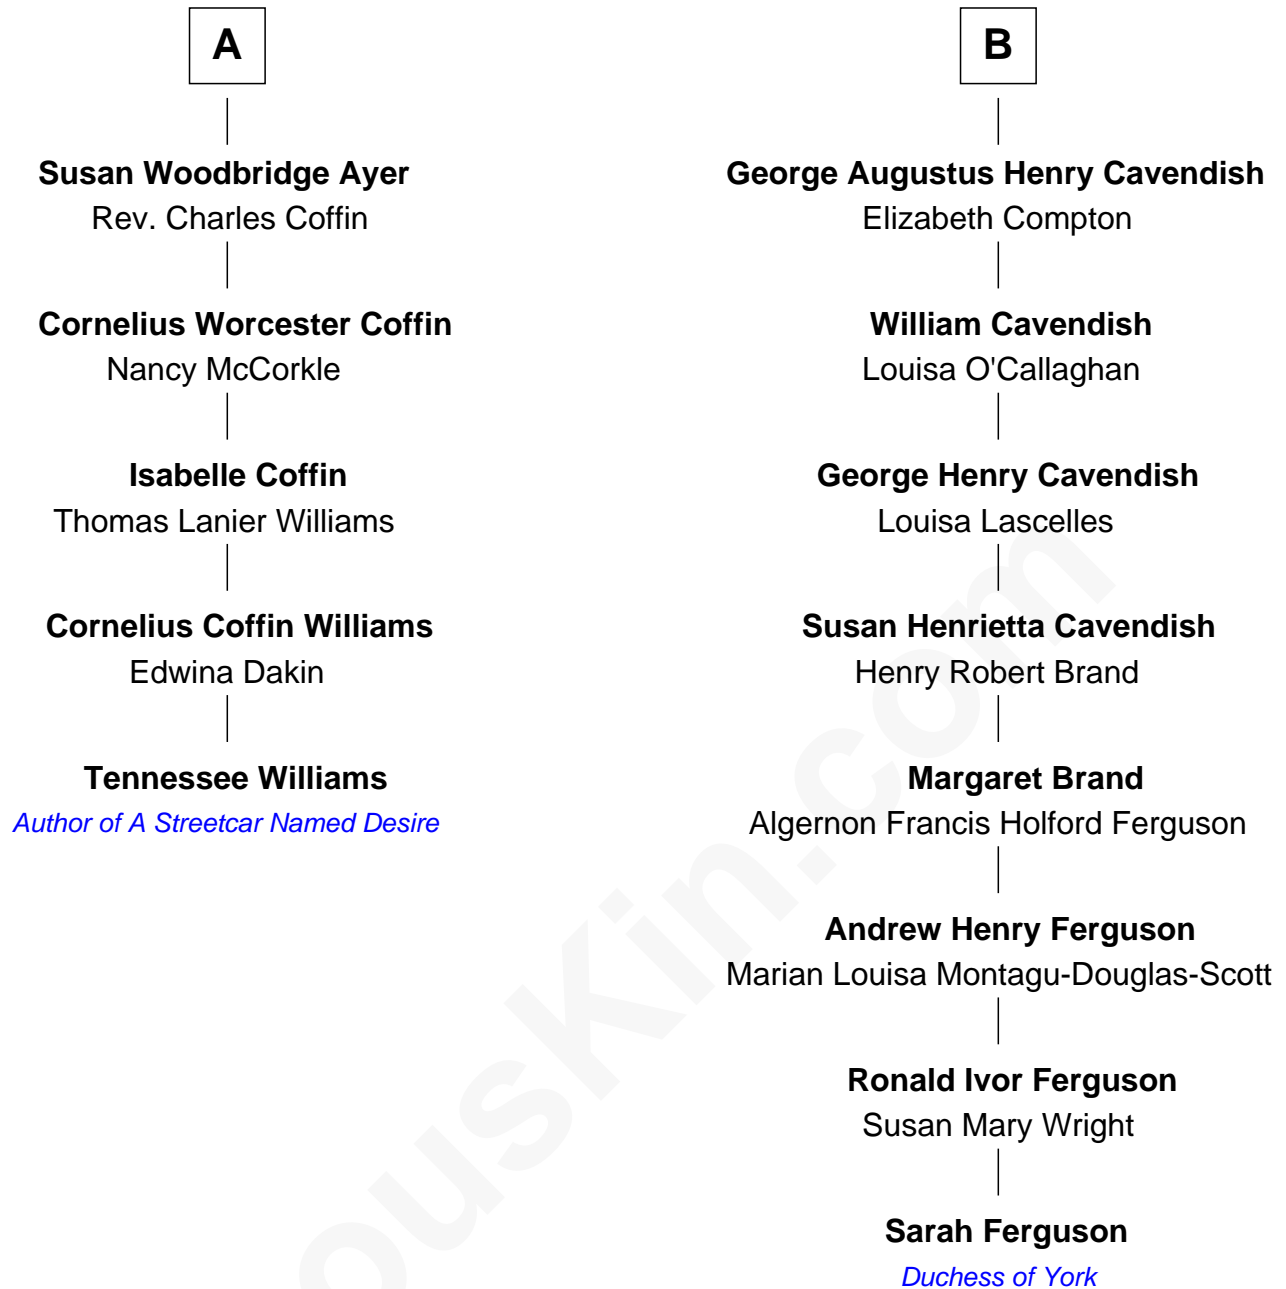 A
Susan Woodbridge Ayer
Rev. Charles Coffin
Cornelius Worcester Coffin
Nancy McCorkle
Isabelle Coffin
Thomas Lanier Williams
Cornelius Coffin Williams
Edwina Dakin
Tennessee Williams
Author of A Streetcar Named Desire
B
George Augustus Henry Cavendish
Elizabeth Compton
William Cavendish
Louisa O'Callaghan
George Henry Cavendish
Louisa Lascelles
Susan Henrietta Cavendish
Henry Robert Brand
Margaret Brand
Algernon Francis Holford Ferguson
Andrew Henry Ferguson
Marian Louisa Montagu-Douglas-Scott
Ronald Ivor Ferguson
Susan Mary Wright
Sarah Ferguson
Duchess of York
ousKin.com